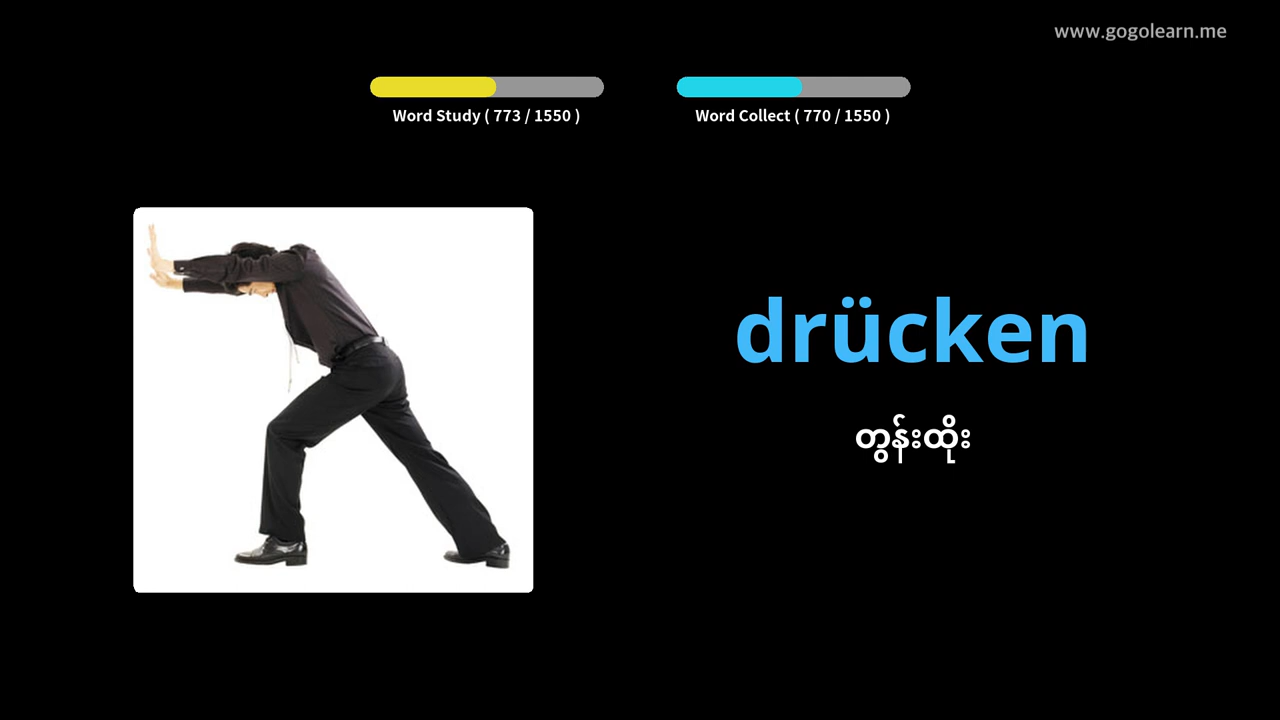 www.gogolearn.me
Word Study ( 773 / 1550 )
Word Collect ( 770 / 1550 )
drücken
တွန်းထိုး